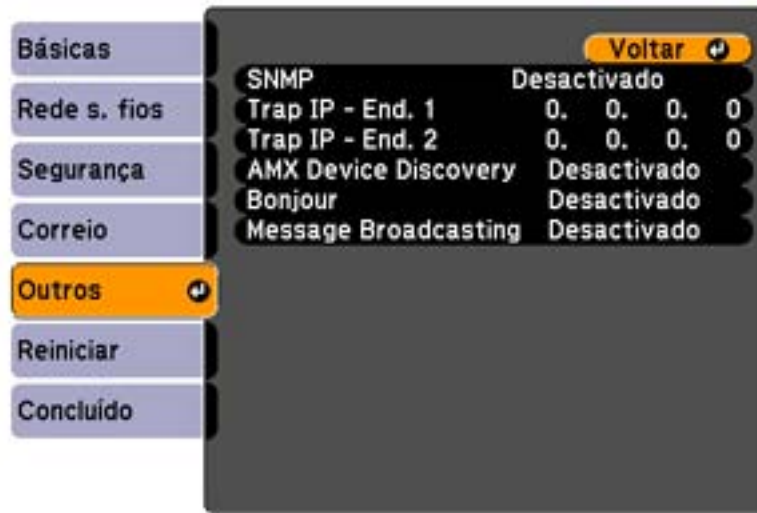 Básicas
Rede s. fios
Segurança
Correio
Outros
Reiniciar
Concluído
Voltar
SNMP Desactivado
Trap IP - End. 1 0. 0. 0. 0
Trap IP - End. 2 0. 0. 0. 0
AMX Device Discovery Desactivado
Bonjour Desactivado
Message Broadcasting Desactivado